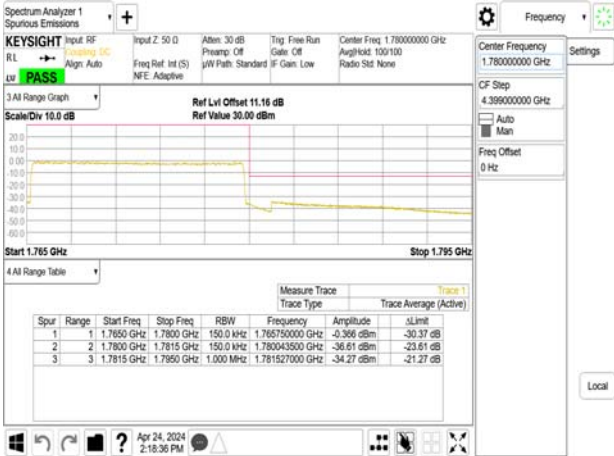 Spectrum Analyzer 1
Spurious Emissions
Frequency
KEYSIGHT
Input: RF
Coupling: DC
Align: Auto
Input Z: 50 Ω
Freq Ref: Int (S)
NFE: Adaptive
Atten: 30 dB
Preamp: Off
µW Path: Standard
Trig: Free Run
Gate: Off
IF Gain: Low
Center Freq: 1.780000000 GHz
Avg|Hold: 100/100
Radio Std: None
RL
LV
PASS
Center Frequency
1.780000000 GHz
Settings
CF Step
4.399000000 GHz
Auto
Man
Freq Offset
0 Hz
3 All Range Graph
Scale/Div 10.0 dB
Ref Lvl Offset 11.16 dB
Ref Value 30.00 dBm
20.0
10.0
0.00
-10.0
-20.0
-30.0
-40.0
-50.0
-60.0
Start 1.765 GHz
Stop 1.795 GHz
4 All Range Table
Measure Trace Trace 1
Trace Type Trace Average (Active)
Spur Range Start Freq Stop Freq RBW Frequency Amplitude ΔLimit
1 1 1.7650 GHz 1.7800 GHz 150.0 kHz 1.765750000 GHz -0.366 dBm -30.37 dB
2 2 1.7800 GHz 1.7815 GHz 150.0 kHz 1.780043500 GHz -36.61 dBm -23.61 dB
3 3 1.7815 GHz 1.7950 GHz 1.000 MHz 1.781527000 GHz -34.27 dBm -21.27 dB
Local
Apr 24, 2024
2:18:36 PM